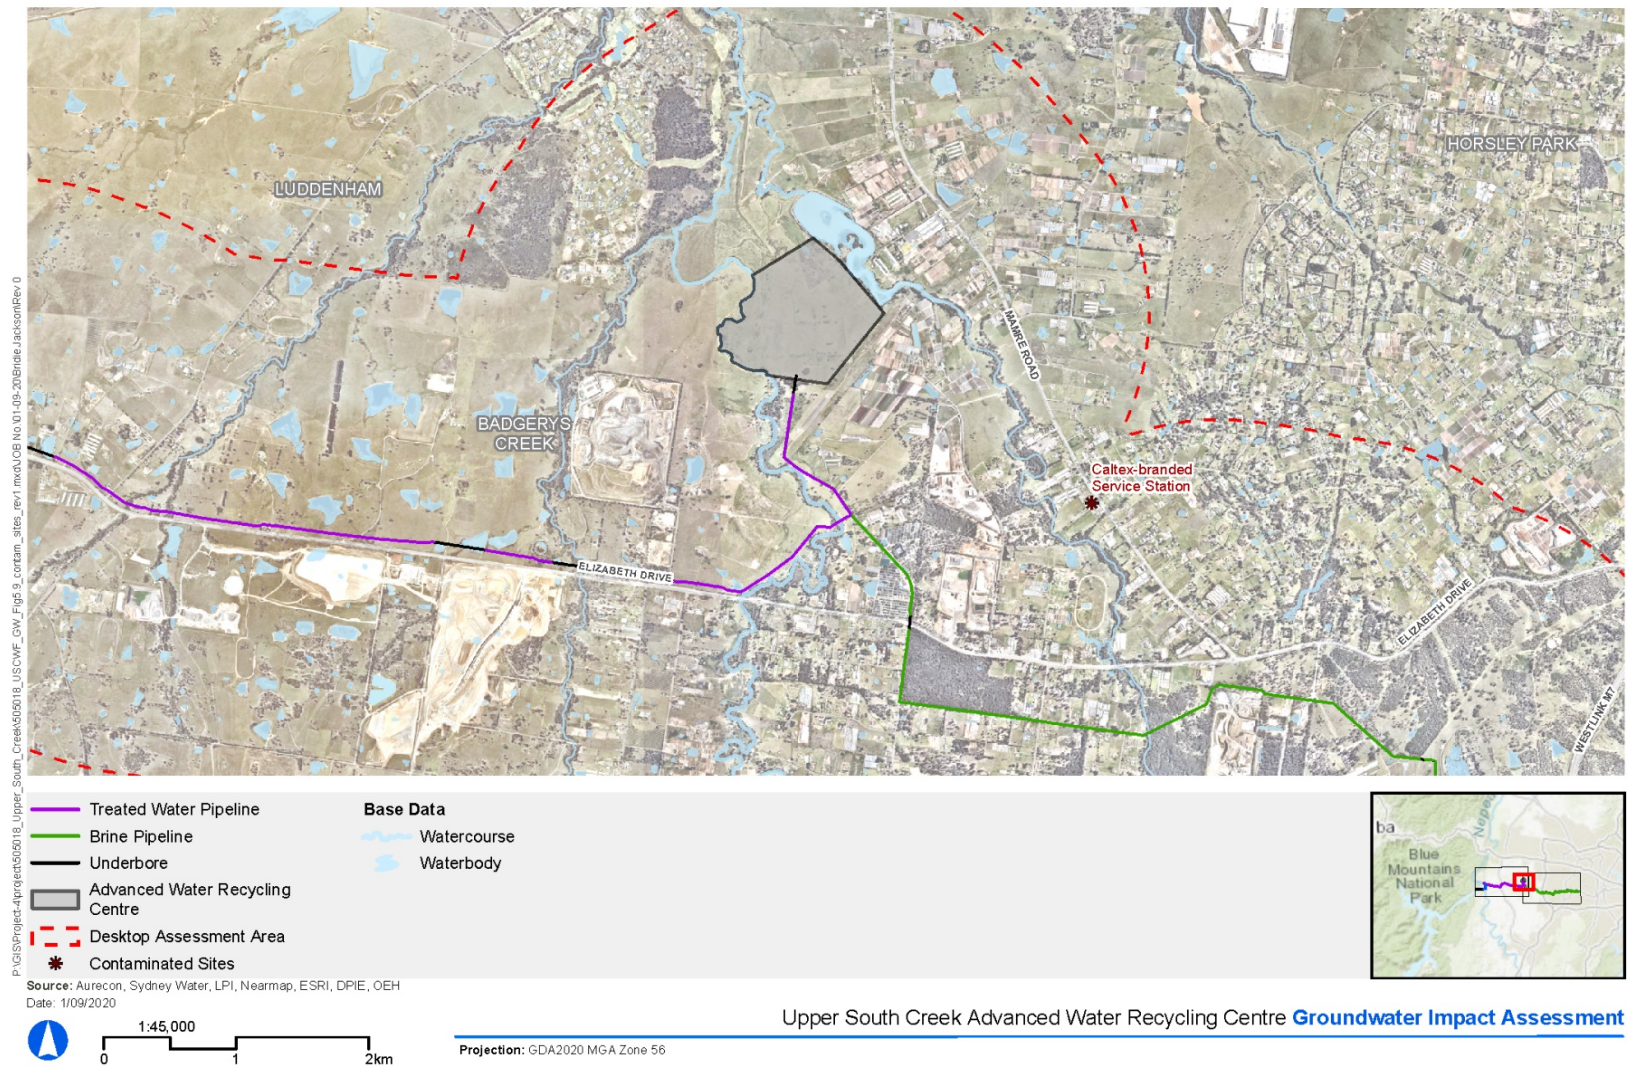 LUDDENHAM
HORSLEY PARK
MAMRE ROAD
BADGERYS
CREEK
Caltex-branded
Service Station
ELIZABETH DRIVE
ELIZABETH DRIVE
WESTLINK M7
Treated Water Pipeline
Brine Pipeline
Underbore
Advanced Water Recycling
Centre
Desktop Assessment Area
Contaminated Sites
Base Data
Watercourse
Waterbody
ba
Blue
Mountains
National
Park
Source: Aurecon, Sydney Water, LPI, Nearmap, ESRI, DPIE, OEH
Date: 1/09/2020
1:45,000
0 1 2km
Upper South Creek Advanced Water Recycling Centre Groundwater Impact Assessment
Projection: GDA2020 MGA Zone 56